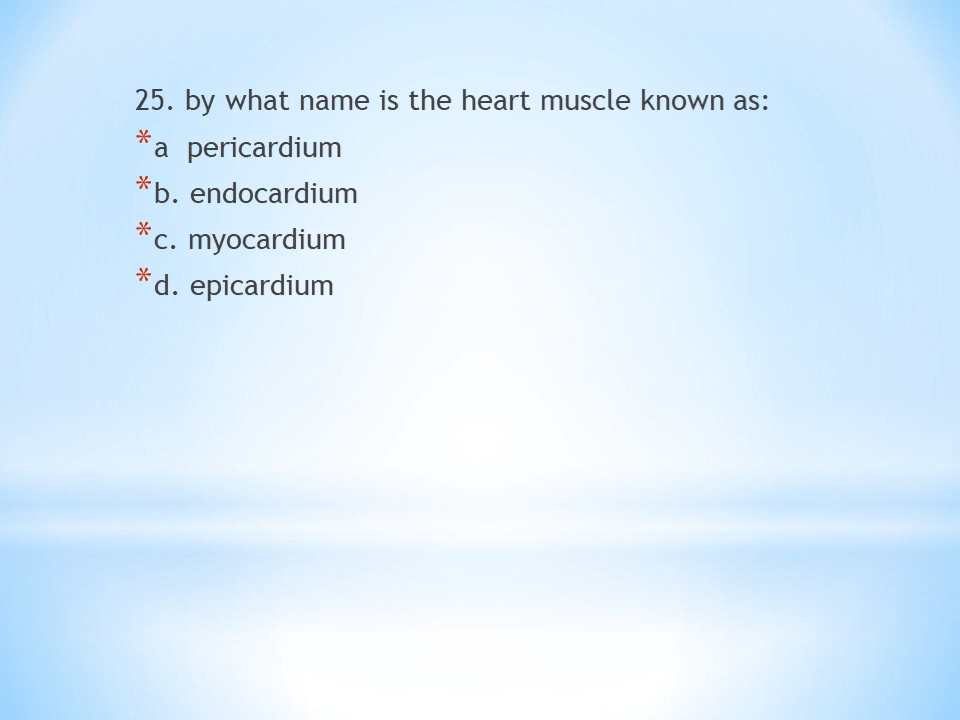 25. by what name is the heart muscle known as:
* a  pericardium
* b. endocardium
* c. myocardium
* d. epicardium